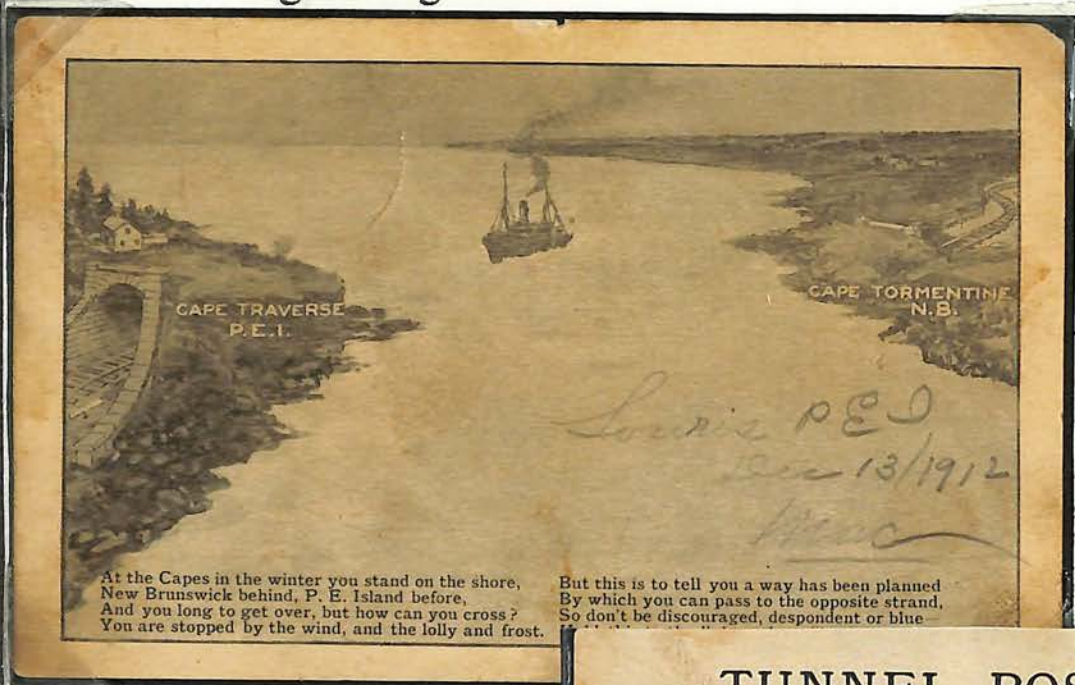 CAPE TRAVERSE
P.E.I.
CAPE TORMENTINE
N.B.
Souris P E I
Dec 13/1912
At the Capes in the winter you stand on the shore,
New Brunswick behind, P. E. Island before,
And you long to get over, but how can you cross?
You are stopped by the wind, and the lolly and frost.
But this is to tell you a way has been planned
By which you can pass to the opposite strand,
So don't be discouraged, despondent or blue—
TUNNEL POS